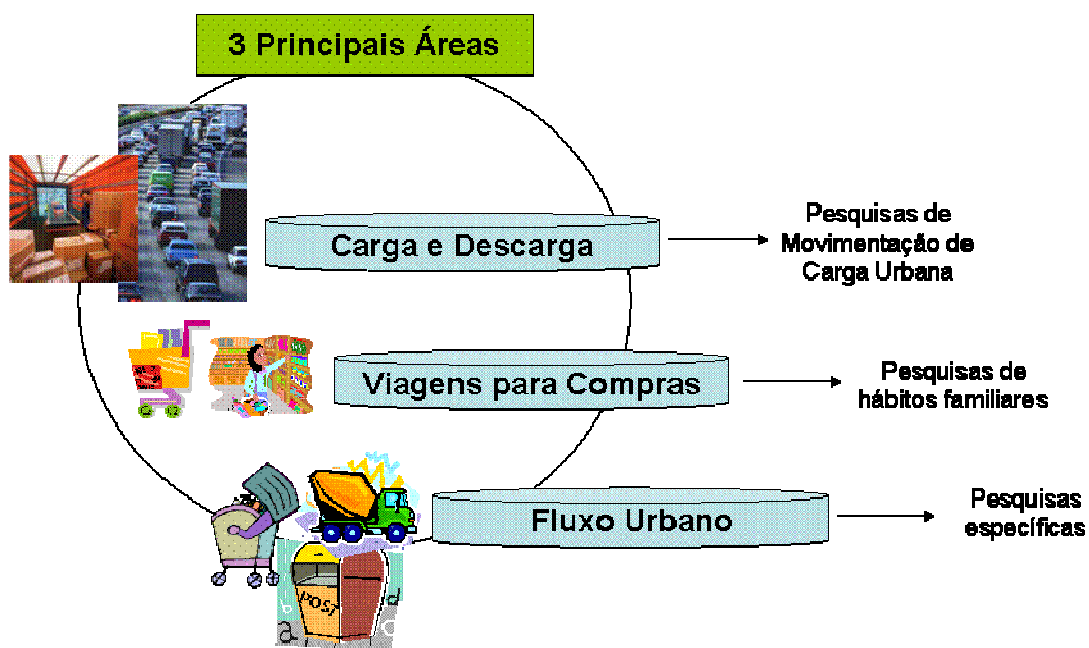 3 Principais Áreas
Carga e Descarga
Pesquisas de
Movimentação de
Carga Urbana
Viagens para Compras
Pesquisas de
hábitos familiares
Fluxo Urbano
Pesquisas
específicas
POST
a
d